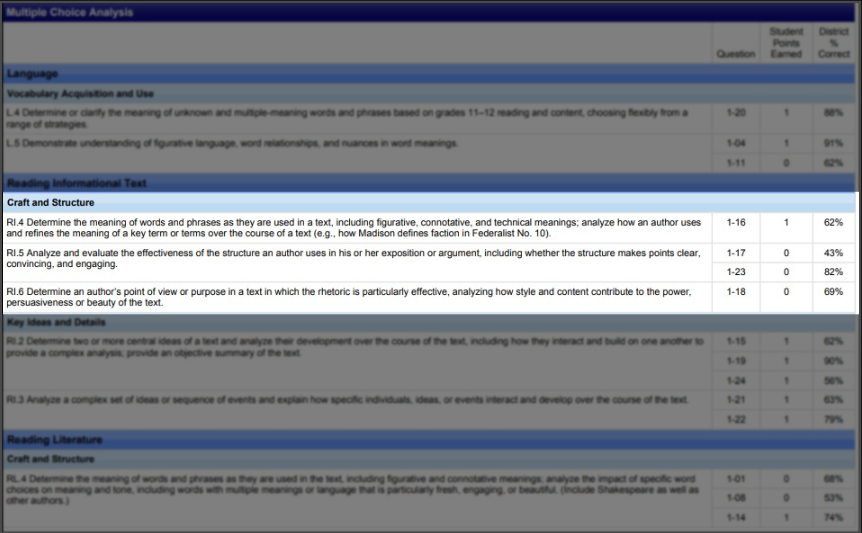 Multiple Choice Analysis
Question
Student Points Earned
District % Correct
Language
Vocabulary Acquisition and Use
L.4 Determine or clarify the meaning of unknown and multiple-meaning words and phrases based on grades 11–12 reading and content, choosing flexibly from a
range of strategies.
1-20 1 88%
L.5 Demonstrate understanding of figurative language, word relationships, and nuances in word meanings.
1-04 1 91%
1-11 0 62%
Reading Informational Text
Craft and Structure
RI.4 Determine the meaning of words and phrases as they are used in a text, including figurative, connotative, and technical meanings; analyze how an author uses
and refines the meaning of a key term or terms over the course of a text (e.g., how Madison defines faction in Federalist No. 10).
1-16 1 62%
RI.5 Analyze and evaluate the effectiveness of the structure an author uses in his or her exposition or argument, including whether the structure makes points clear,
convincing, and engaging.
1-17 0 43%
1-23 0 82%
RI.6 Determine an author's point of view or purpose in a text in which the rhetoric is particularly effective, analyzing how style and content contribute to the power,
persuasiveness or beauty of the text.
1-18 0 69%
Key Ideas and Details
RI.2 Determine two or more central ideas of a text and analyze their development over the course of the text, including how they interact and build on one another to
provide a complex analysis; provide an objective summary of the text.
1-15 1 62%
1-19 1 90%
1-24 1 56%
RI.3 Analyze a complex set of ideas or sequence of events and explain how specific individuals, ideas, or events interact and develop over the course of the text.
1-21 1 63%
1-22 1 79%
Reading Literature
Craft and Structure
RL.4 Determine the meaning of words and phrases as they are used in the text, including figurative and connotative meanings; analyze the impact of specific word
choices on meaning and tone, including words with multiple meanings or language that is particularly fresh, engaging, or beautiful. (Include Shakespeare as well as
other authors.)
1-01 0 68%
1-08 0 53%
1-14 1 74%